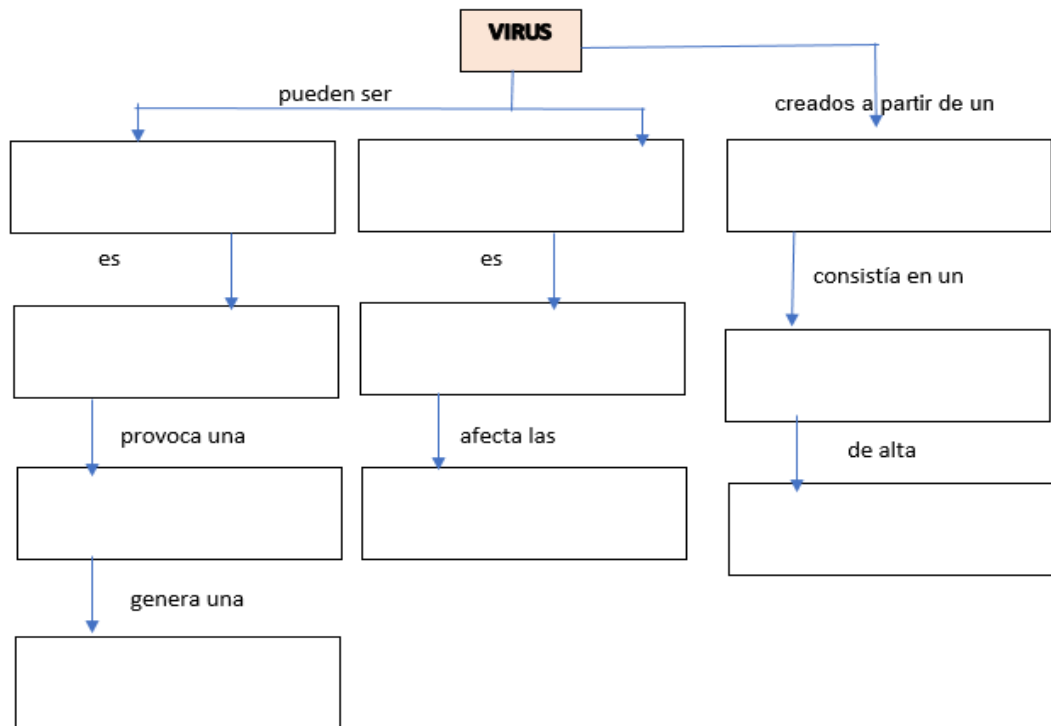 VIRUS
pueden ser
creados a partir de un
es
es
consistía en un
provoca una
afecta las
de alta
genera una